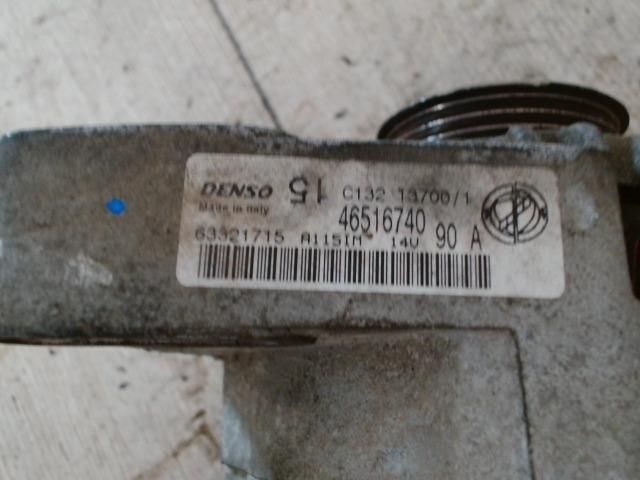 DENSO 15 C132 13700/1
Made in Italy 46516740
63321715 A115IM 14V 90 A